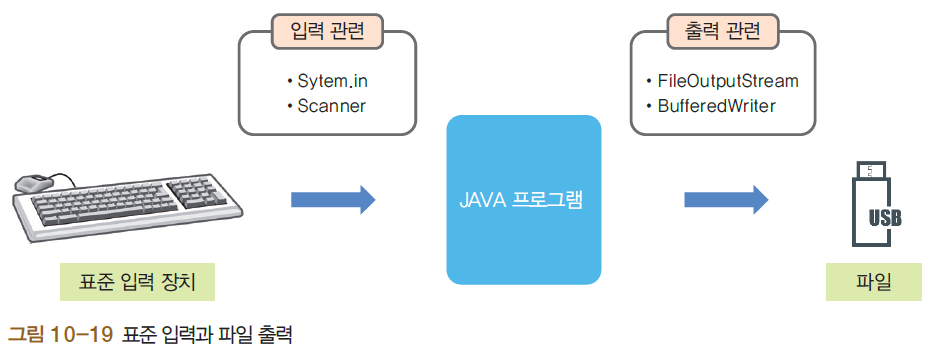 입력 관련
• Sytem.in
• Scanner
출력 관련
• FileOutputStream
• BufferedWriter
JAVA 프로그램
USB
표준 입력 장치
파일
그림 10-19 표준 입력과 파일 출력